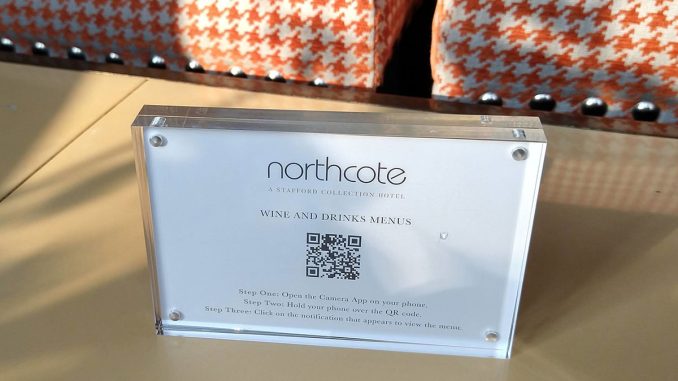 northcote
A STAFFORD COLLECTION HOTEL
WINE AND DRINKS MENUS
Step One: Open the Camera App on your phone.
Step Two: Hold your phone over the QR code.
Step Three: Click on the notification that appears to view the menu.